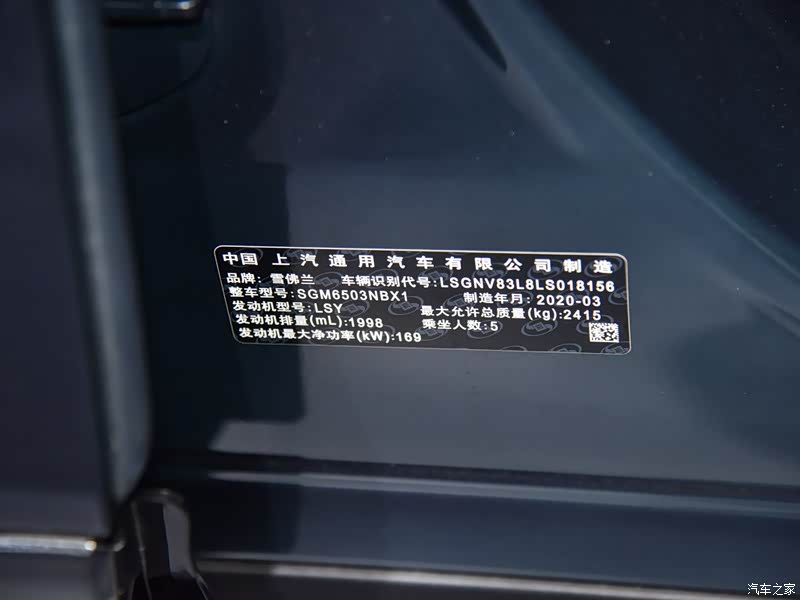 中国 上汽通用汽车有限公司制造
品牌: 雪佛兰 车辆识别代号:LSGNV83L8LS018156
整车型号:SGM6503NBX1 制造年月:2020-03
发动机型号:LSY 最大允许总质量(kg):2415
发动机排量(mL):1998 乘坐人数:5
发动机最大净功率(kW):169
汽车之家